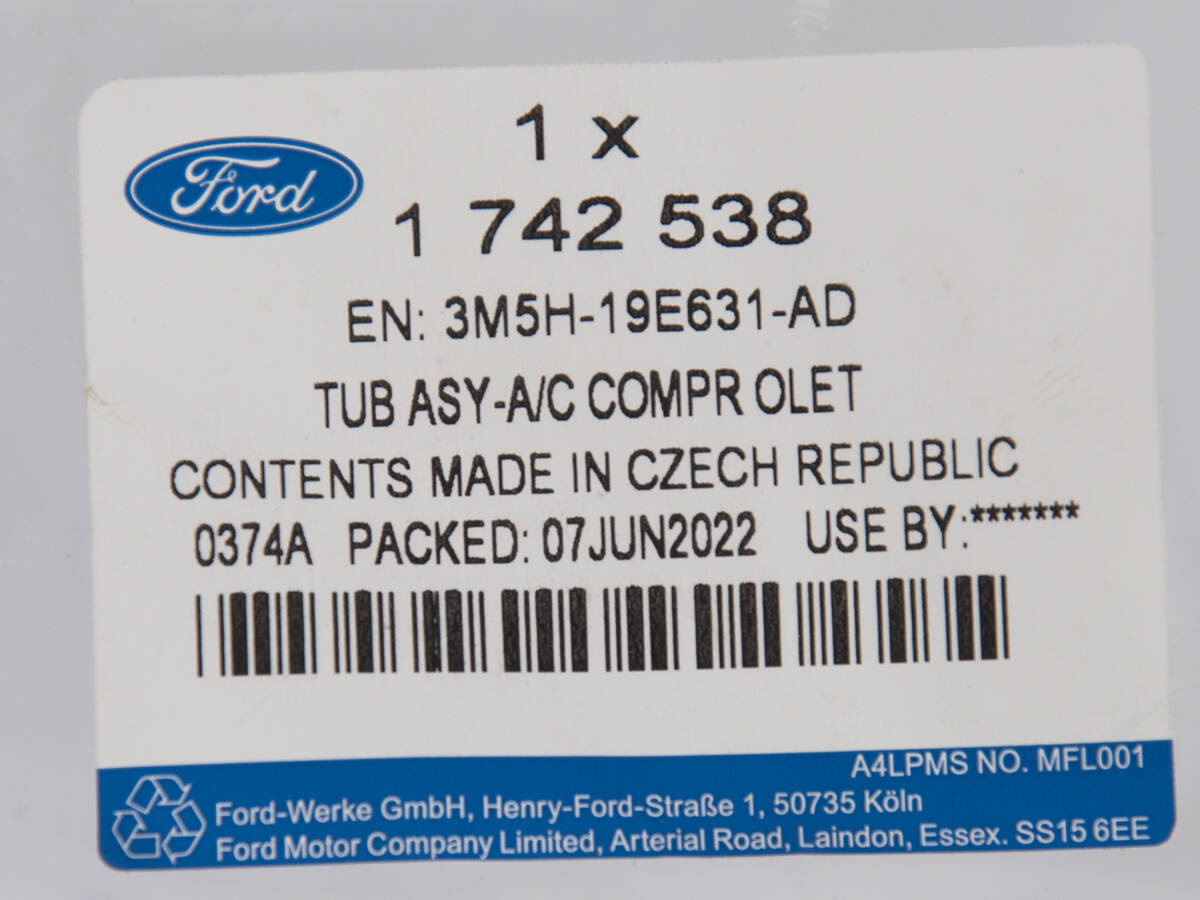 1 x
Ford
1 742 538
EN: 3M5H-19E631-AD
TUB ASY-A/C COMPR OLET
CONTENTS MADE IN CZECH REPUBLIC
0374A PACKED: 07JUN2022 USE BY:*******
A4LPMS NO. MFL001
Ford-Werke GmbH, Henry-Ford-Straße 1, 50735 Köln
Ford Motor Company Limited, Arterial Road, Laindon, Essex. SS15 6EE